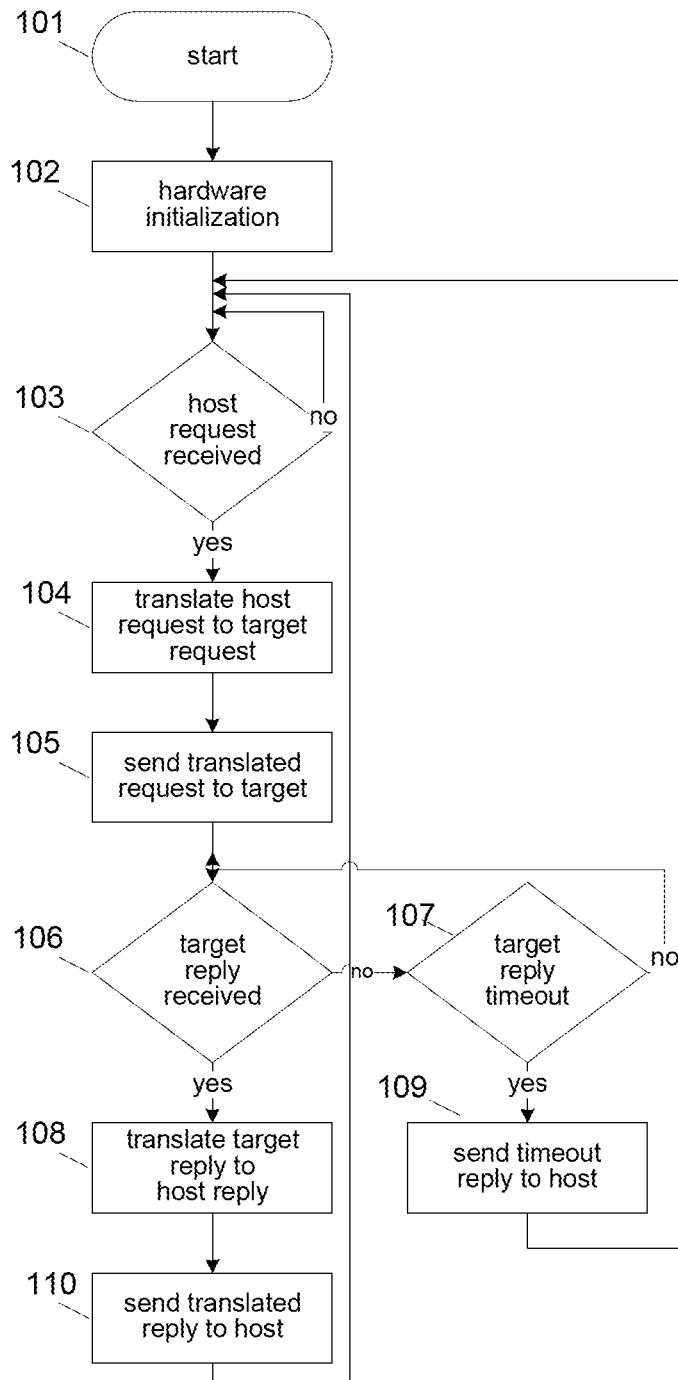 101
start
102
hardware
initialization
103
host
request
received
no
yes
104
translate host
request to target
request
105
send translated
request to target
106
target
reply
received
no
107
target
reply
timeout
no
yes
yes
108
translate target
reply to
host reply
109
send timeout
reply to host
110
send translated
reply to host